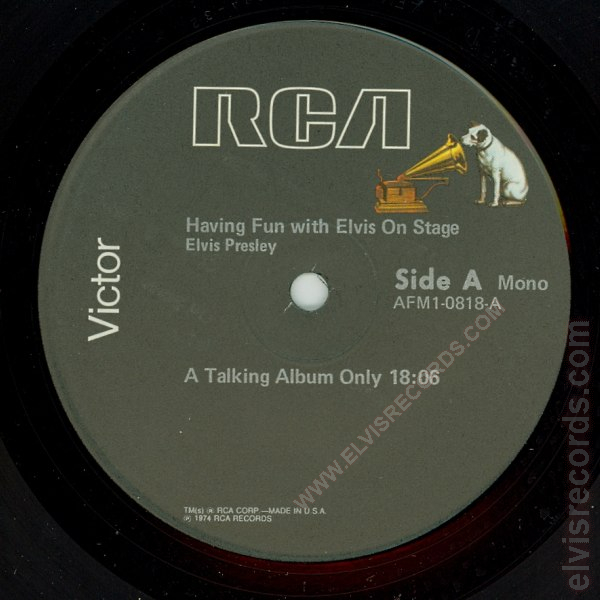 RCA
Victor
Having Fun with Elvis On Stage
Elvis Presley
Side A Mono
AFM1-0818-A
A Talking Album Only 18:06
TM(s) ® RCA CORP.—MADE IN U.S.A.
℗ 1974 RCA RECORDS
WWW.ELVISRECORDS.COM
elvisrecords.com